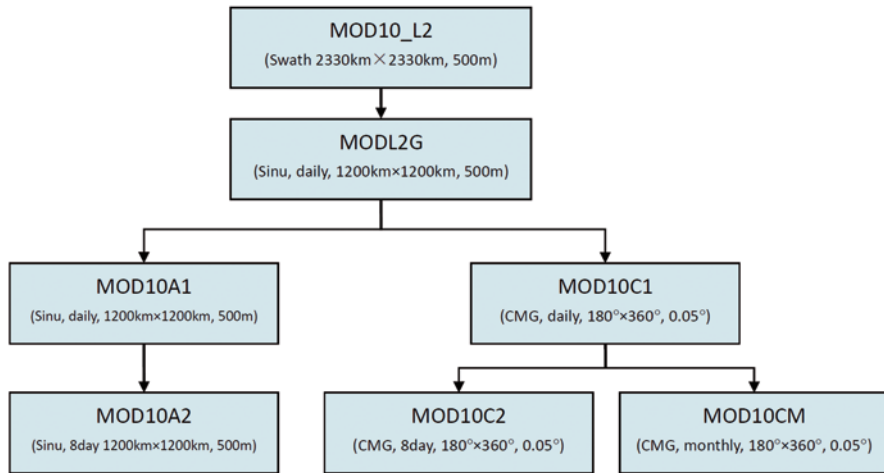 MOD10_L2
(Swath 2330km×2330km, 500m)
MODL2G
(Sinu, daily, 1200km×1200km, 500m)
MOD10A1
(Sinu, daily, 1200km×1200km, 500m)
MOD10C1
(CMG, daily, 180°×360°, 0.05°)
MOD10A2
(Sinu, 8day 1200km×1200km, 500m)
MOD10C2
(CMG, 8day, 180°×360°, 0.05°)
MOD10CM
(CMG, monthly, 180°×360°, 0.05°)